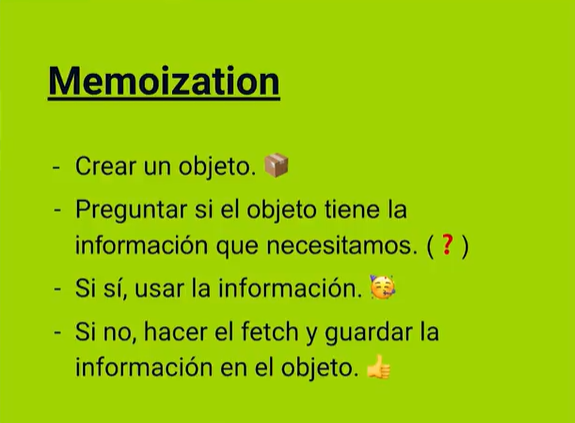 Memoization
- Crear un objeto. 📦
- Preguntar si el objeto tiene la
información que necesitamos. (❓)
- Si sí, usar la información. 🥳
- Si no, hacer el fetch y guardar la
información en el objeto. 👍